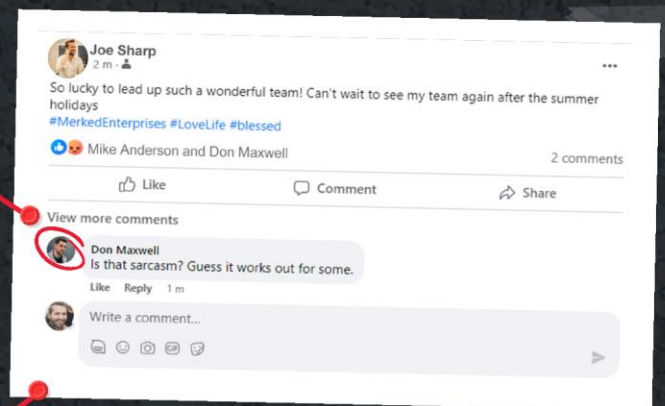 Joe Sharp
2 m ·
So lucky to lead up such a wonderful team! Can't wait to see my team again after the summer
holidays
#MerkedEnterprises #LoveLife #blessed
Mike Anderson and Don Maxwell
2 comments
Like Comment Share
View more comments
Don Maxwell
Is that sarcasm? Guess it works out for some.
Like Reply 1 m
Write a comment...
GIF